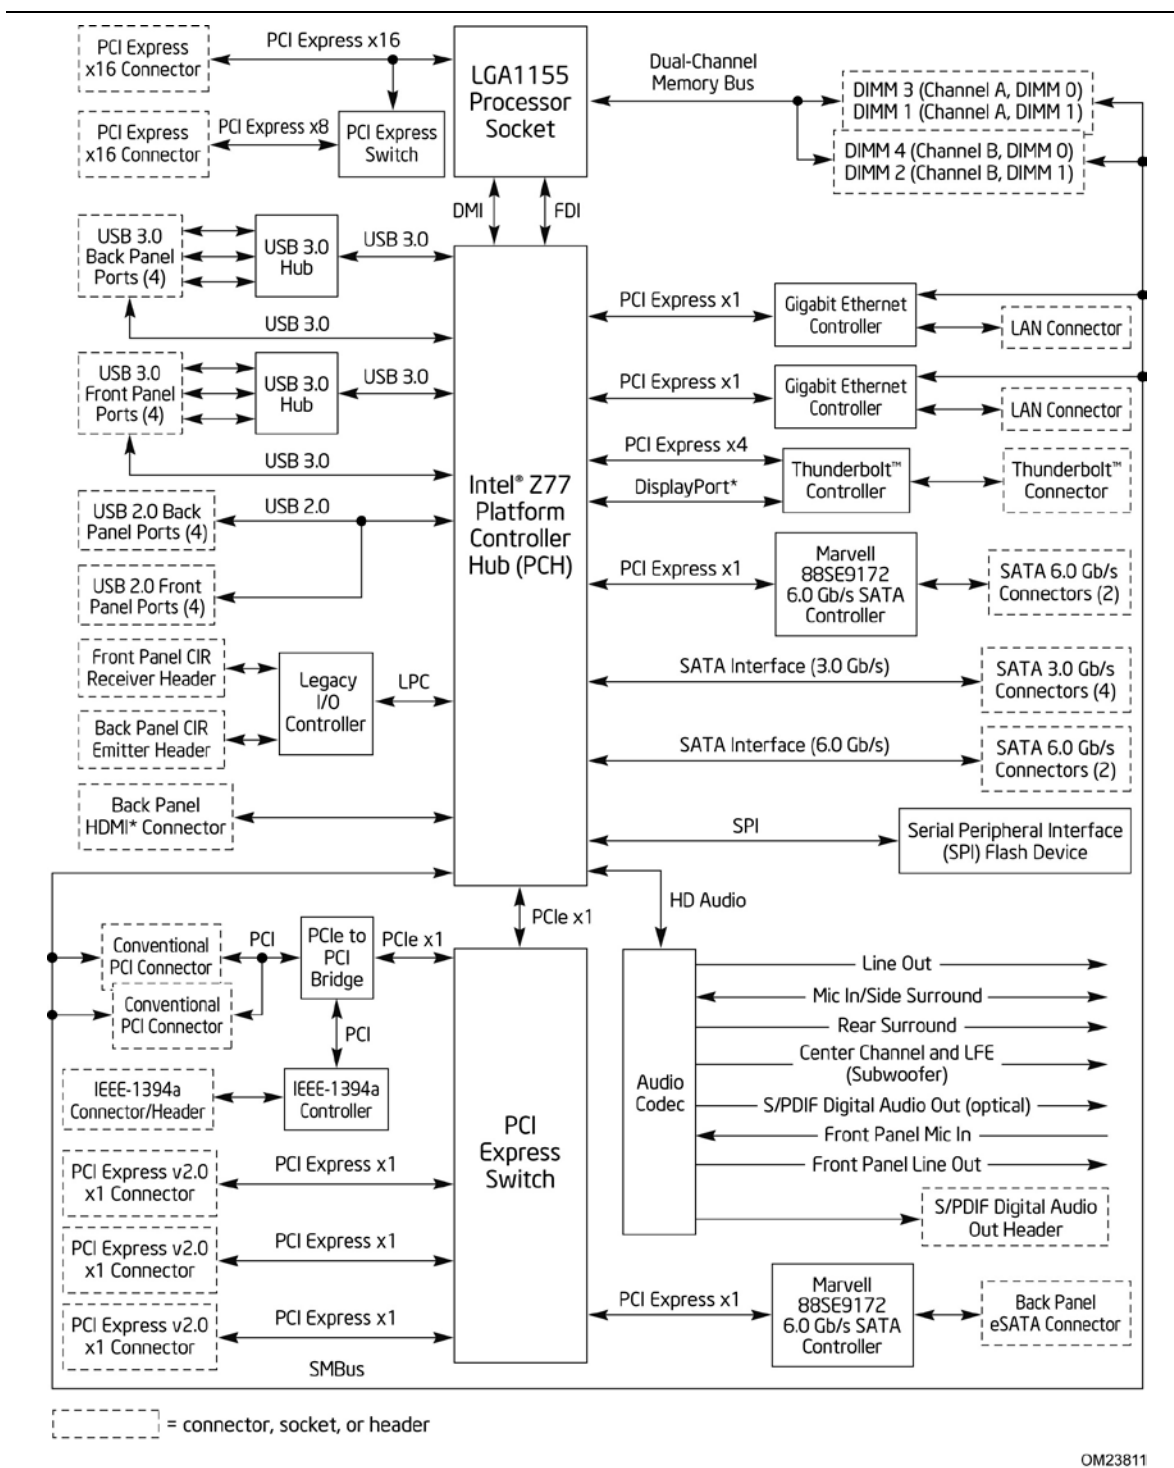 PCI Express
x16 Connector
PCI Express x16
LGA1155
Processor
Socket
Dual-Channel
Memory Bus
DIMM 3 (Channel A, DIMM 0)
DIMM 1 (Channel A, DIMM 1)
PCI Express
x16 Connector
PCI Express x8
PCI Express
Switch
DIMM 4 (Channel B, DIMM 0)
DIMM 2 (Channel B, DIMM 1)
DMI
FDI
USB 3.0
Back Panel
Ports (4)
USB 3.0
Hub
USB 3.0
USB 3.0
PCI Express x1
Gigabit Ethernet
Controller
LAN Connector
USB 3.0
Front Panel
Ports (4)
USB 3.0
Hub
USB 3.0
USB 3.0
PCI Express x1
Gigabit Ethernet
Controller
LAN Connector
Intel® Z77
Platform
Controller
Hub (PCH)
PCI Express x4
DisplayPort*
Thunderbolt™
Controller
Thunderbolt™
Connector
USB 2.0 Back
Panel Ports (4)
USB 2.0
USB 2.0 Front
Panel Ports (4)
PCI Express x1
Marvell
88SE9172
6.0 Gb/s SATA
Controller
SATA 6.0 Gb/s
Connectors (2)
Front Panel CIR
Receiver Header
Legacy
I/O
Controller
LPC
Back Panel CIR
Emitter Header
SATA Interface (3.0 Gb/s)
SATA 3.0 Gb/s
Connectors (4)
SATA Interface (6.0 Gb/s)
SATA 6.0 Gb/s
Connectors (2)
Back Panel
HDMI* Connector
SPI
Serial Peripheral Interface
(SPI) Flash Device
HD Audio
PCIe x1
Conventional
PCI Connector
PCI
PCIe to
PCI
Bridge
PCIe x1
Conventional
PCI Connector
PCI
IEEE-1394a
Connector/Header
IEEE-1394a
Controller
PCI
Express
Switch
Audio
Codec
Line Out
Mic In/Side Surround
Rear Surround
Center Channel and LFE
(Subwoofer)
S/PDIF Digital Audio Out (optical)
Front Panel Mic In
Front Panel Line Out
S/PDIF Digital Audio
Out Header
PCI Express v2.0
x1 Connector
PCI Express x1
PCI Express v2.0
x1 Connector
PCI Express x1
PCI Express v2.0
x1 Connector
PCI Express x1
PCI Express x1
Marvell
88SE9172
6.0 Gb/s SATA
Controller
Back Panel
eSATA Connector
SMBus
= connector, socket, or header
OM23811